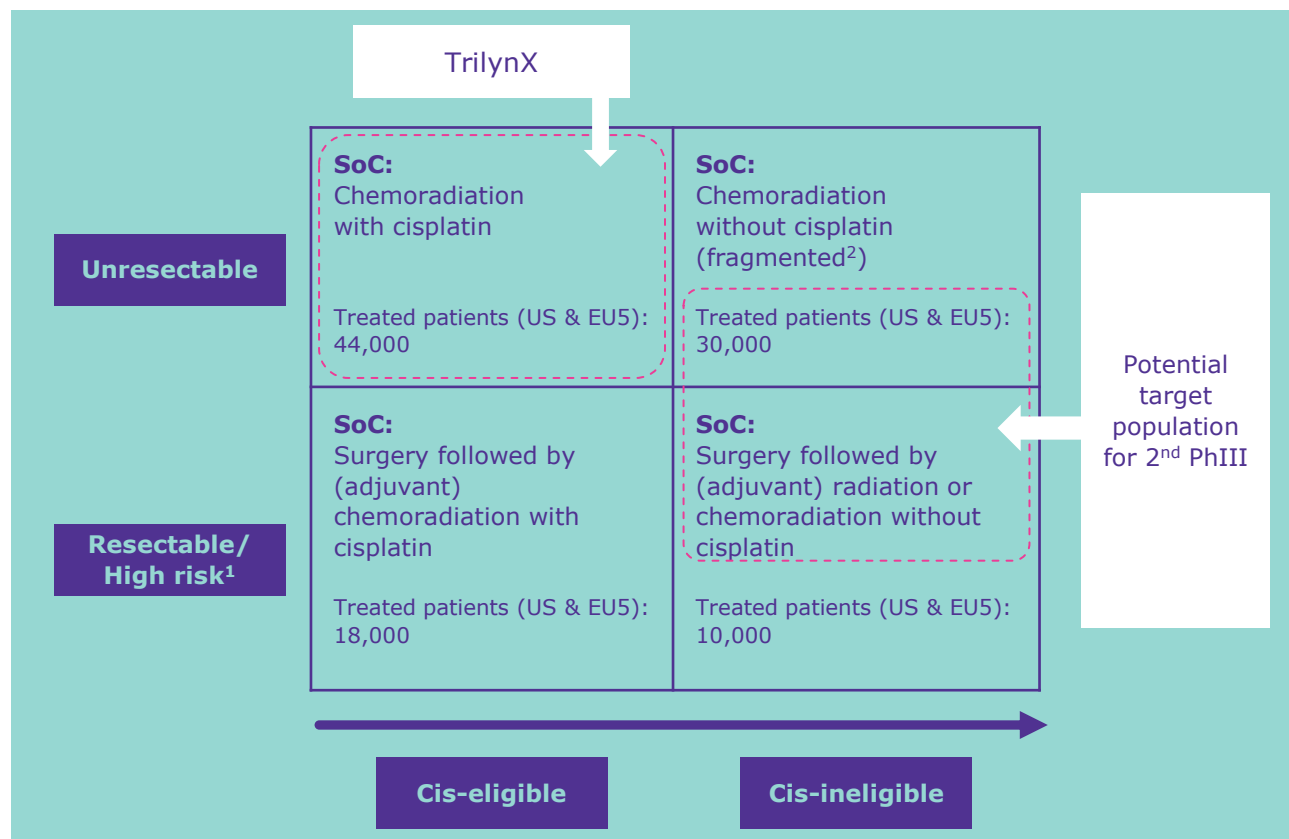 TrilynX
SoC:
Chemoradiation
with cisplatin
Treated patients (US & EU5):
44,000
SoC:
Chemoradiation
without cisplatin
(fragmented²)
Treated patients (US & EU5):
30,000
Unresectable
Potential
target
population
for 2ⁿᵈ PhIII
SoC:
Surgery followed by
(adjuvant)
chemoradiation with
cisplatin
Treated patients (US & EU5):
18,000
SoC:
Surgery followed by
(adjuvant) radiation or
chemoradiation without
cisplatin
Treated patients (US & EU5):
10,000
Resectable/
High risk¹
Cis-eligible
Cis-ineligible